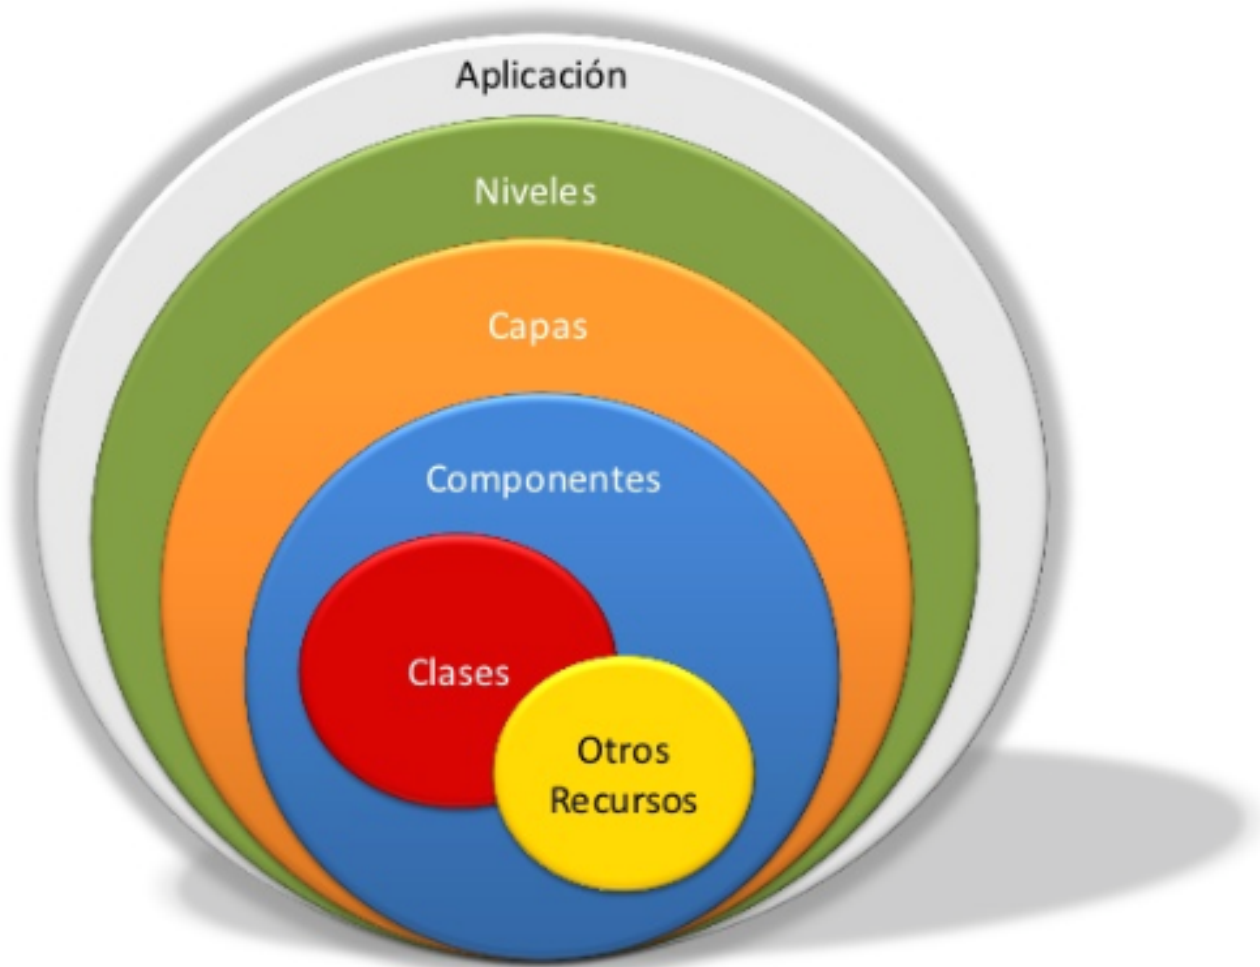 Aplicación
Niveles
Capas
Componentes
Clases
Otros
Recursos